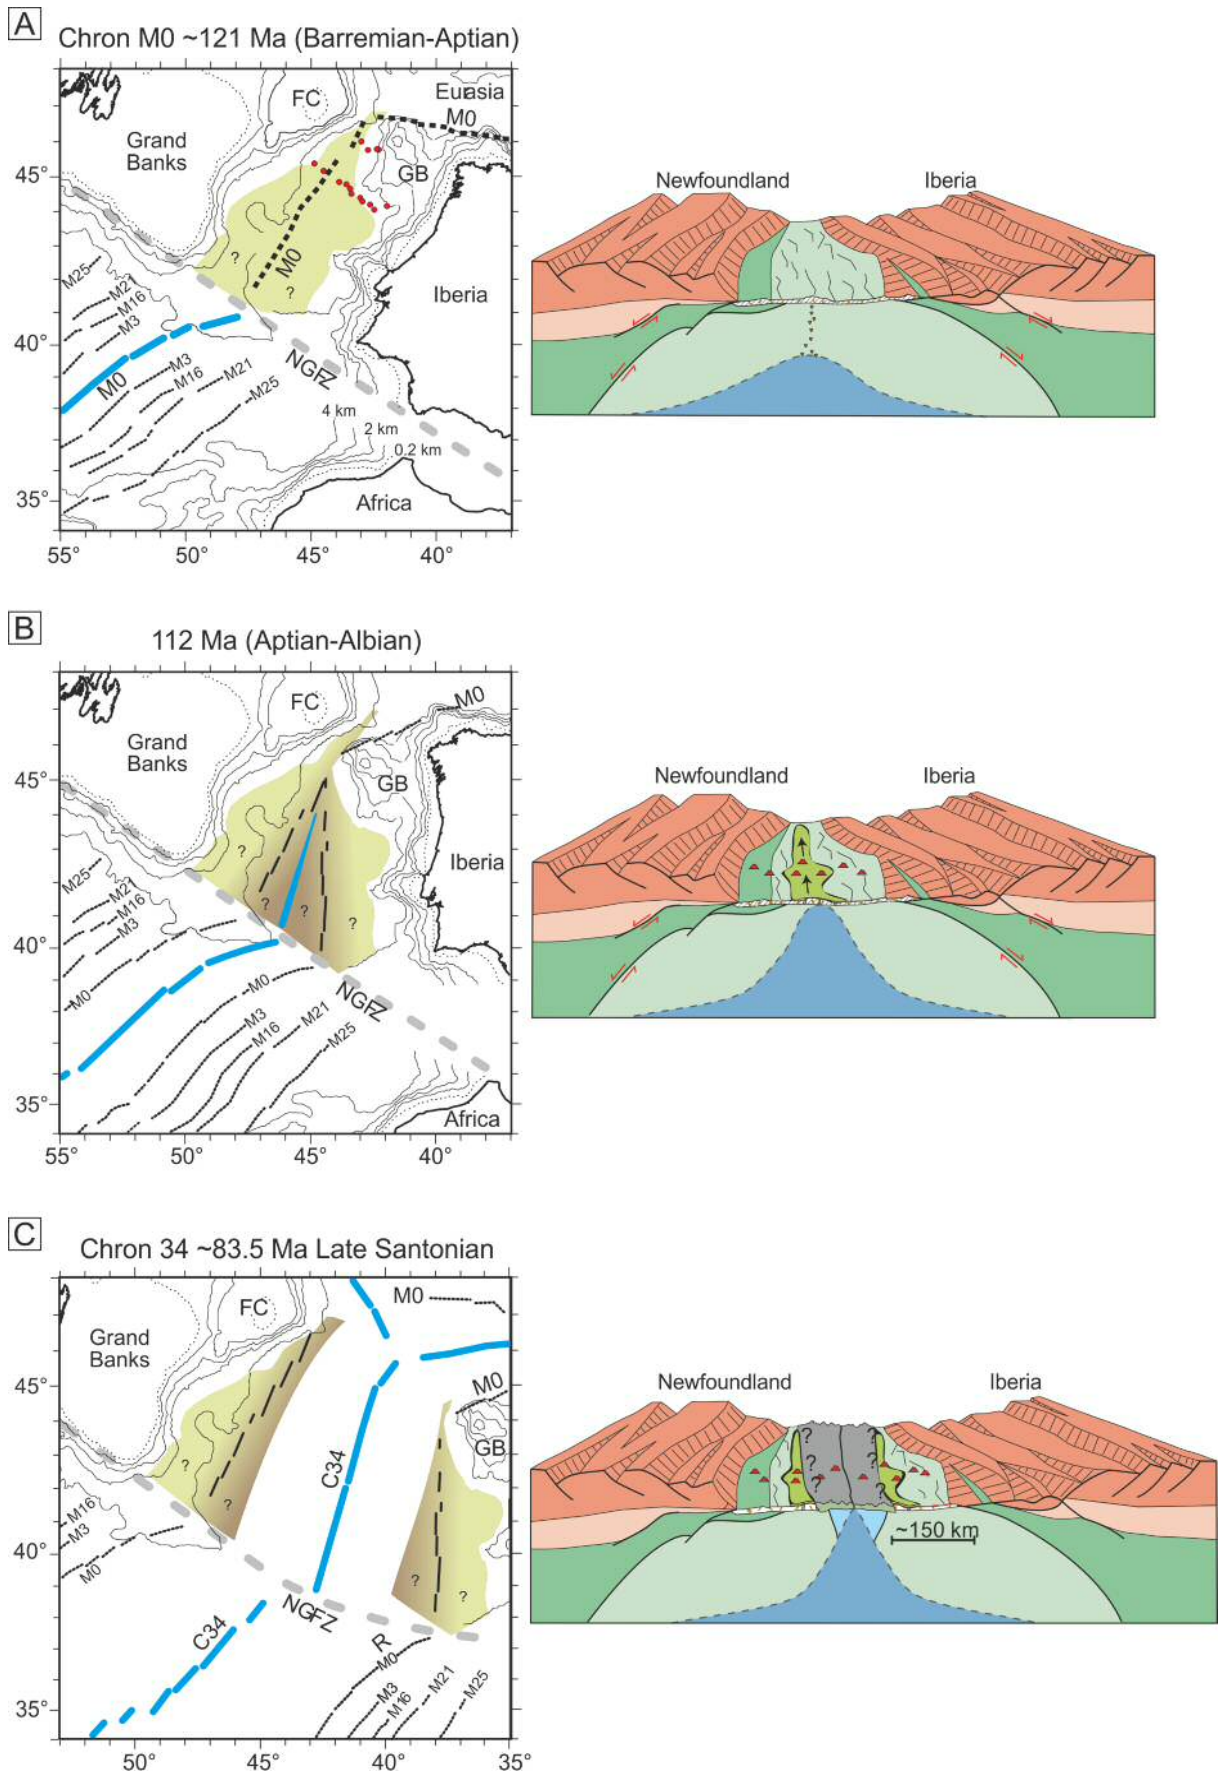 A
Chron M0 ~121 Ma (Barremian-Aptian)
FC
Eurasia
M0
Grand
Banks
45°
GB
Newfoundland
Iberia
M25
M21
M16
M3
?
M0
?
Iberia
40°
M0
M3
M16
M21
M25
NGFZ
4 km
2 km
0.2 km
35°
Africa
55°
50°
45°
40°
B
112 Ma (Aptian-Albian)
FC
M0
Grand
Banks
45°
GB
Newfoundland
Iberia
M25
M21
M16
M3
M0
?
?
?
?
Iberia
40°
M0
M3
M16
M21
M25
NGFZ
35°
Africa
55°
50°
45°
40°
C
Chron 34 ~83.5 Ma Late Santonian
FC
M0
Grand
Banks
45°
M0
GB
Newfoundland
Iberia
C34
?
?
?
?
M16
M3
M0
?
?
?
?
40°
~150 km
NGFZ
C34
R
M0
M3
M16
M21
M25
35°
50°
45°
40°
35°